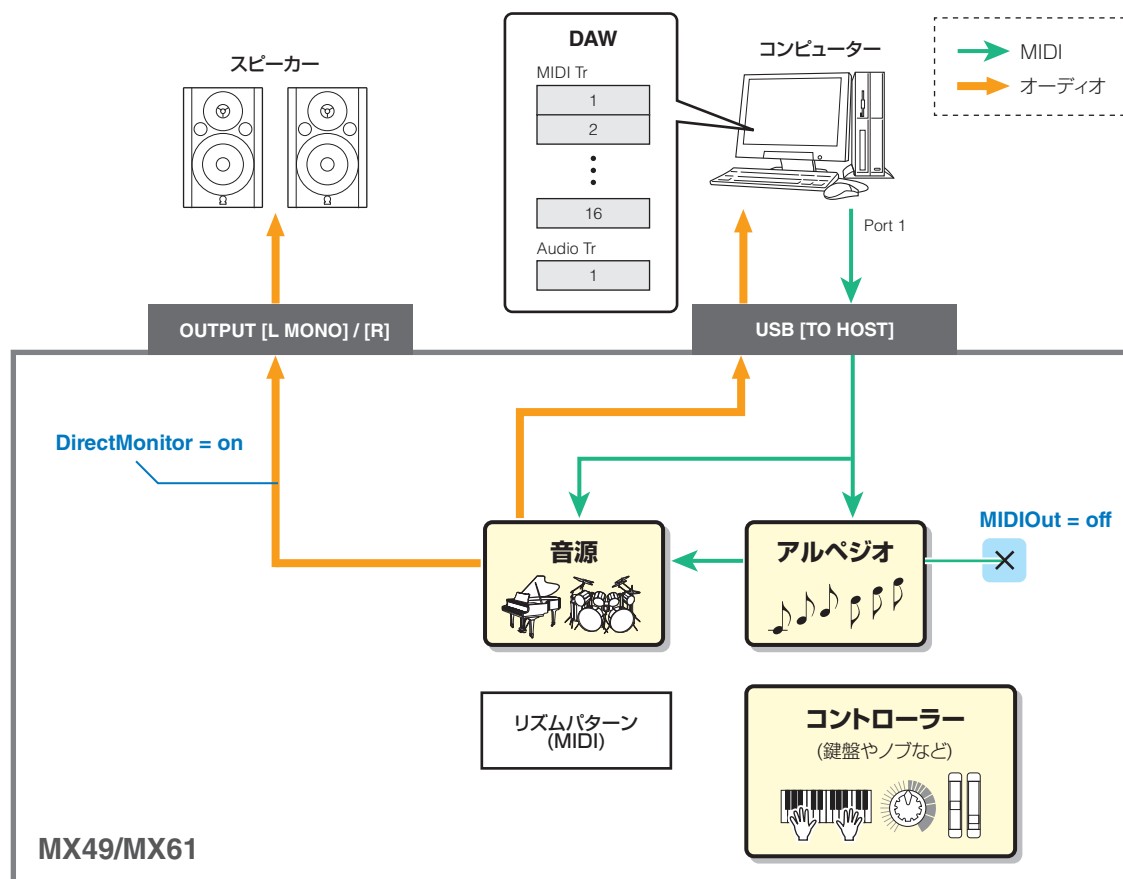 スピーカー
DAW
MIDI Tr
1
2
16
Audio Tr
1
コンピューター
MIDI
オーディオ
Port 1
OUTPUT [L MONO] / [R]
USB [TO HOST]
DirectMonitor = on
音源
アルペジオ
MIDIOut = off
リズムパターン
(MIDI)
コントローラー
(鍵盤やノブなど)
MX49/MX61